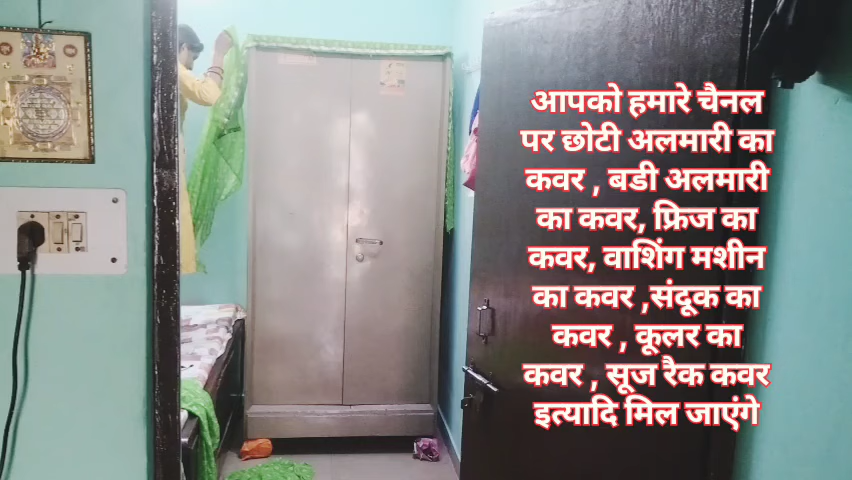 आपको हमारे चैनल
पर छोटी अलमारी का
कवर , बडी अलमारी
का कवर, फ्रिज का
कवर, वाशिंग मशीन
का कवर ,संदूक का
कवर , कूलर का
कवर , सूज रैक कवर
इत्यादि मिल जाएंगे